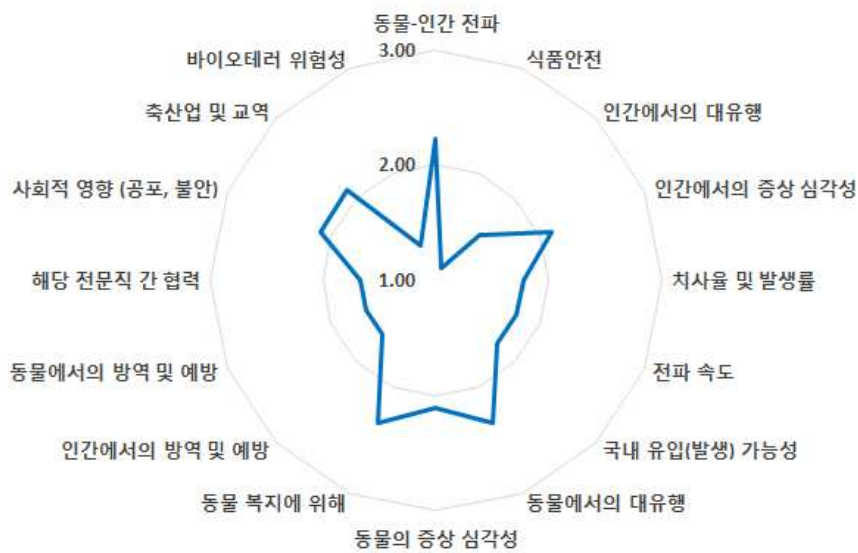 동물-인간 전파
3.00
바이오테러 위험성
식품안전
축산업 및 교역
인간에서의 대유행
2.00
사회적 영향 (공포, 불안)
인간에서의 증상 심각성
해당 전문직 간 협력
1.00
치사율 및 발생률
동물에서의 방역 및 예방
전파 속도
인간에서의 방역 및 예방
국내 유입(발생) 가능성
동물 복지에 위해
동물에서의 대유행
동물의 증상 심각성